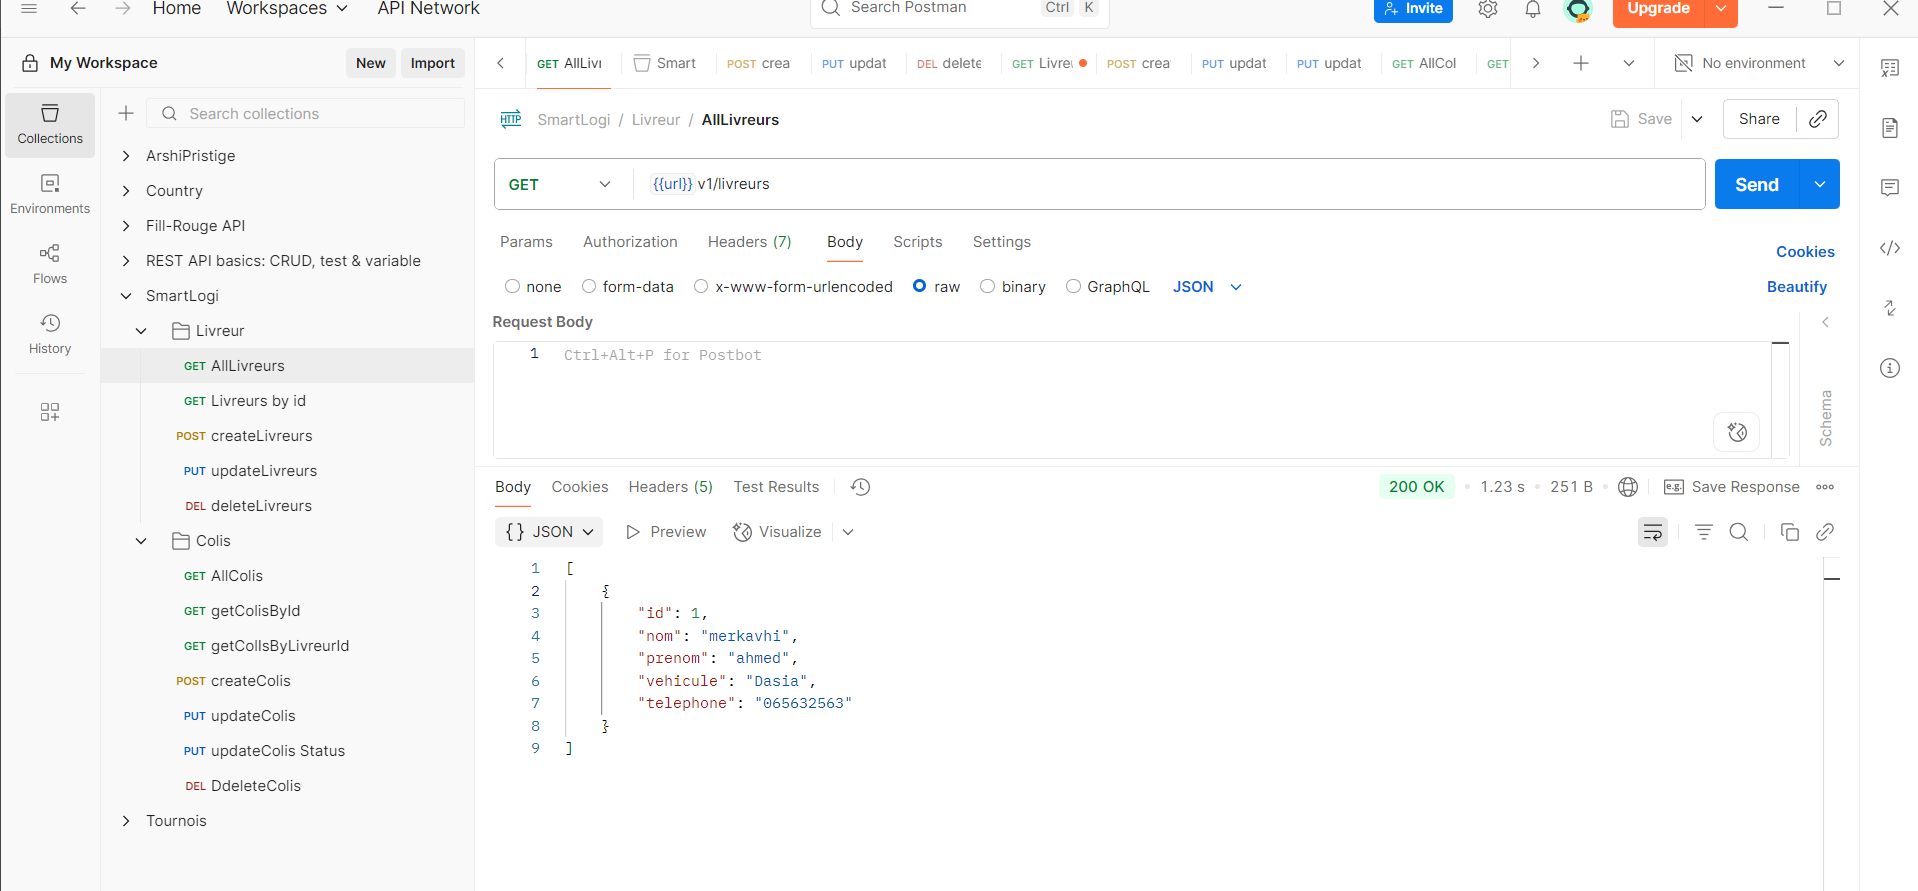 Home Workspaces API Network Search Postman Ctrl K Invite Upgrade
My Workspace New Import
GET AllLivr Smart POST crea PUT updat DEL delete GET Livreu POST crea PUT updat PUT updat GET AllCol GET No environment
Collections
Environments
Flows
History
Search collections
ArshiPristige
Country
Fill-Rouge API
REST API basics: CRUD, test & variable
SmartLogi
Livreur
GET AllLivreurs
GET Livreurs by id
POST createLivreurs
PUT updateLivreurs
DEL deleteLivreurs
Colis
GET AllColis
GET getColisById
GET getCollsByLivreurId
POST createColis
PUT updateColis
PUT updateColis Status
DEL DdeleteColis
Tournois
HTTP SmartLogi / Livreur / AllLivreurs Save Share
GET {{url}} v1/livreurs Send
Params Authorization Headers (7) Body Scripts Settings Cookies
none form-data x-www-form-urlencoded raw binary GraphQL JSON Beautify
Request Body
1 Ctrl+Alt+P for Postbot
Schema
Body Cookies Headers (5) Test Results 200 OK 1.23 s 251 B e.g. Save Response
{} JSON Preview Visualize
1 [
2 {
3 "id": 1,
4 "nom": "merkavhi",
5 "prenom": "ahmed",
6 "vehicule": "Dasia",
7 "telephone": "065632563"
8 }
9 ]